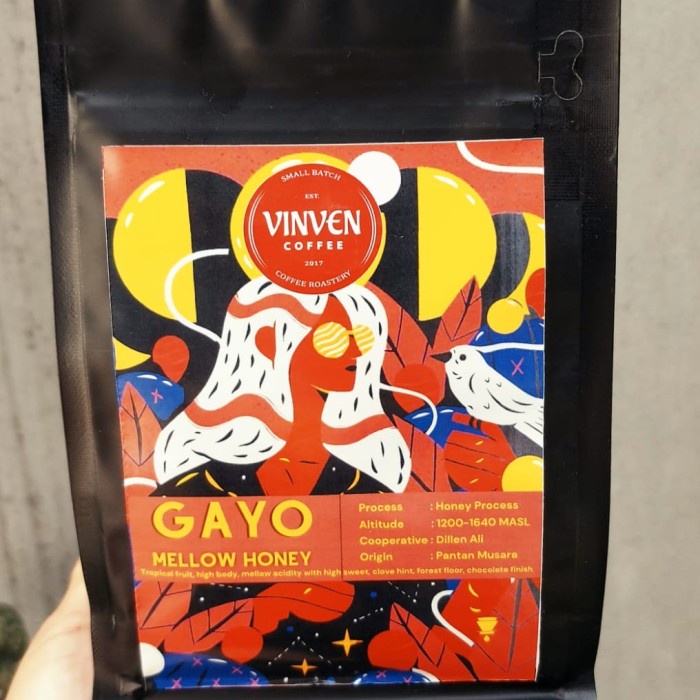 SMALL BATCH
EST.
VINVEN
COFFEE
2017
COFFEE ROASTERY
GAYO
MELLOW HONEY
Process : Honey Process
Altitude : 1200-1640 MASL
Cooperative : Dillen Ali
Origin : Pantan Musara
Tropical fruit, high body, mellow acidity with high sweet, clove hint, forest floor, chocolate finish